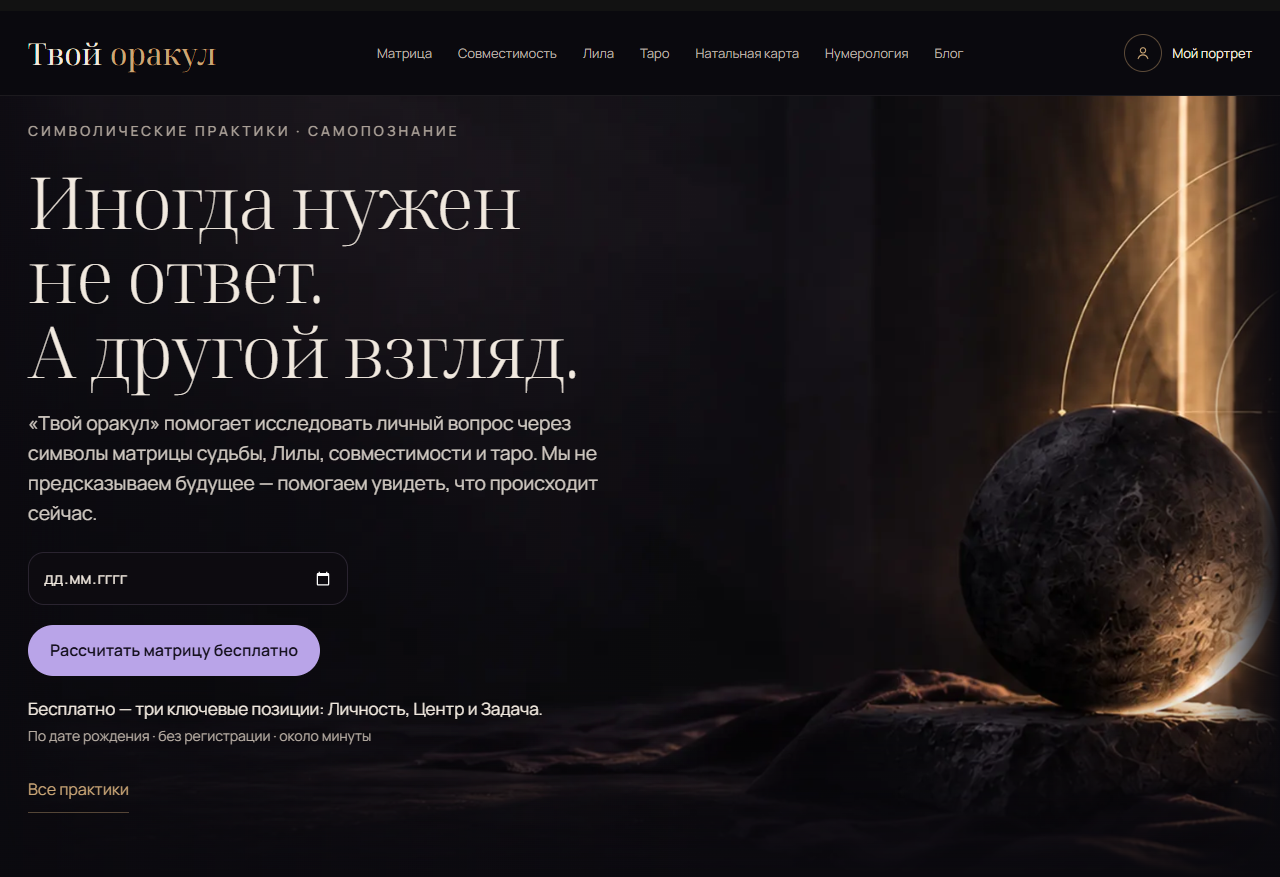 Твой оракул
Матрица
Совместимость
Лила
Таро
Натальная карта
Нумерология
Блог
Мой портрет
СИМВОЛИЧЕСКИЕ ПРАКТИКИ · САМОПОЗНАНИЕ
Иногда нужен
не ответ.
А другой взгляд.
«Твой оракул» помогает исследовать личный вопрос через
символы матрицы судьбы, Лилы, совместимости и таро. Мы не
предсказываем будущее — помогаем увидеть, что происходит
сейчас.
дд.мм.гггг
Рассчитать матрицу бесплатно
Бесплатно — три ключевые позиции: Личность, Центр и Задача.
По дате рождения · без регистрации · около минуты
Все практики